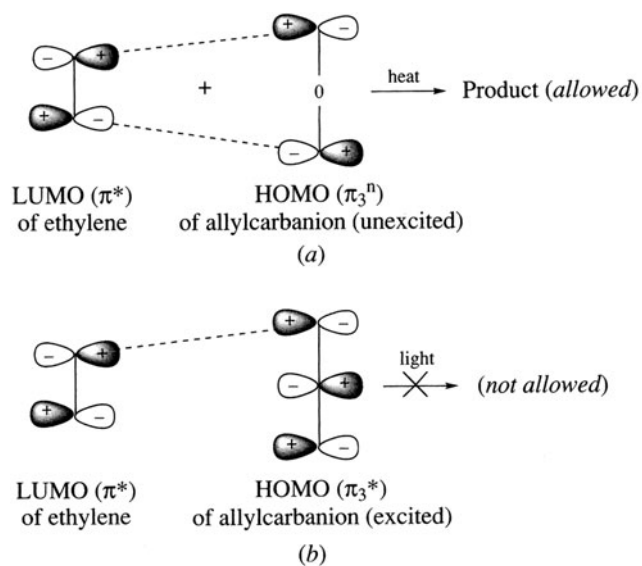 + −
− +
+ 0 heat Product (allowed)
+ −
− +
LUMO (π*)
of ethylene
HOMO (π₃ⁿ)
of allylcarbanion (unexcited)
(a)
+ −
− +
light
− + (not allowed)
+ −
+ −
LUMO (π*)
of ethylene
HOMO (π₃*)
of allylcarbanion (excited)
(b)